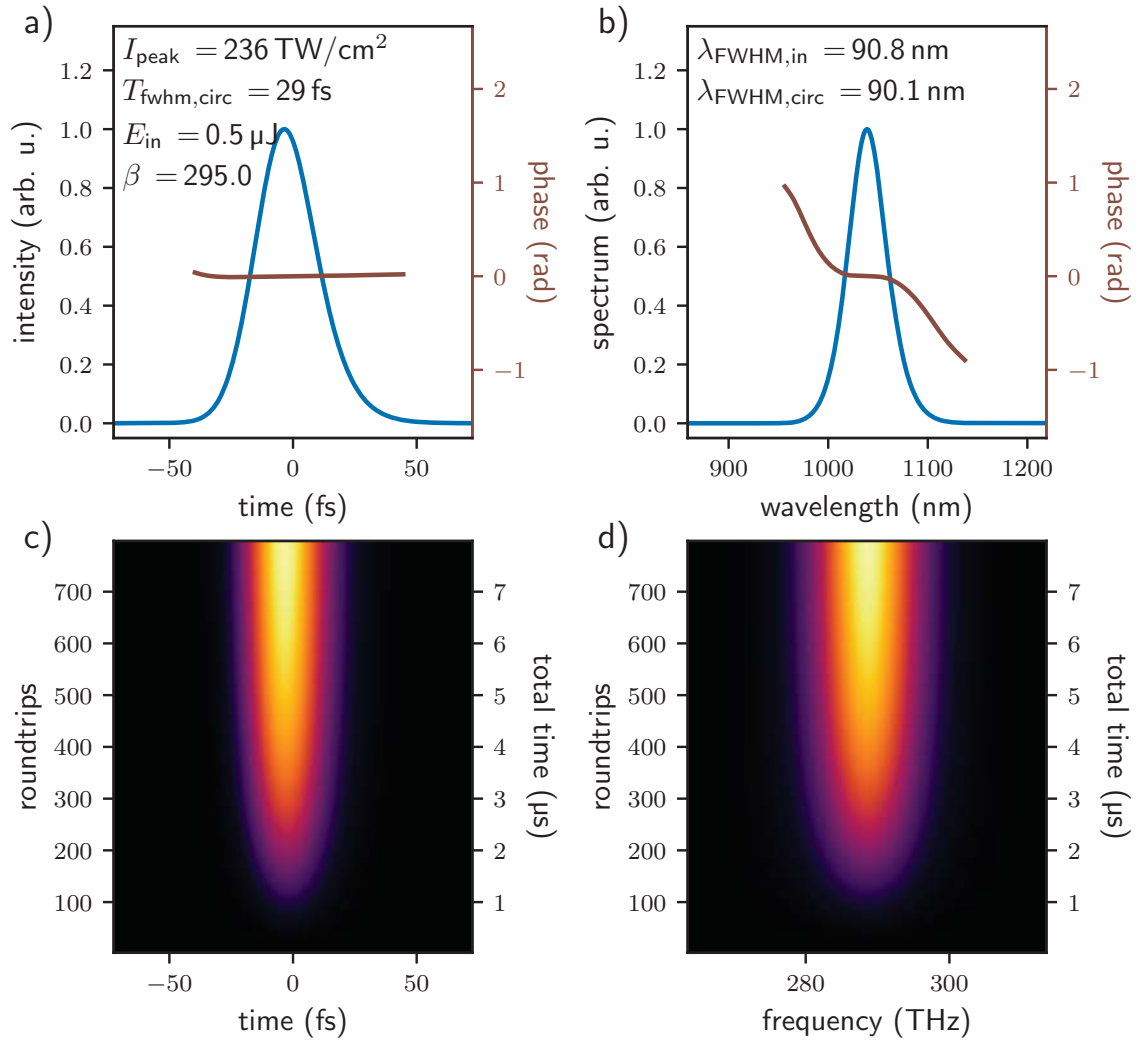 a)
I_peak = 236 TW/cm²
T_fwhm,circ = 29 fs
E_in = 0.5 µJ
β = 295.0
1.2
1.0
0.8
0.6
0.4
0.2
0.0
intensity (arb. u.)
2
1
0
−1
phase (rad)
−50 0 50
time (fs)
b)
λ_FWHM,in = 90.8 nm
λ_FWHM,circ = 90.1 nm
1.2
1.0
0.8
0.6
0.4
0.2
0.0
spectrum (arb. u.)
2
1
0
−1
phase (rad)
900 1000 1100 1200
wavelength (nm)
c)
700
600
500
400
300
200
100
roundtrips
7
6
5
4
3
2
1
total time (µs)
−50 0 50
time (fs)
d)
700
600
500
400
300
200
100
roundtrips
7
6
5
4
3
2
1
total time (µs)
280 300
frequency (THz)